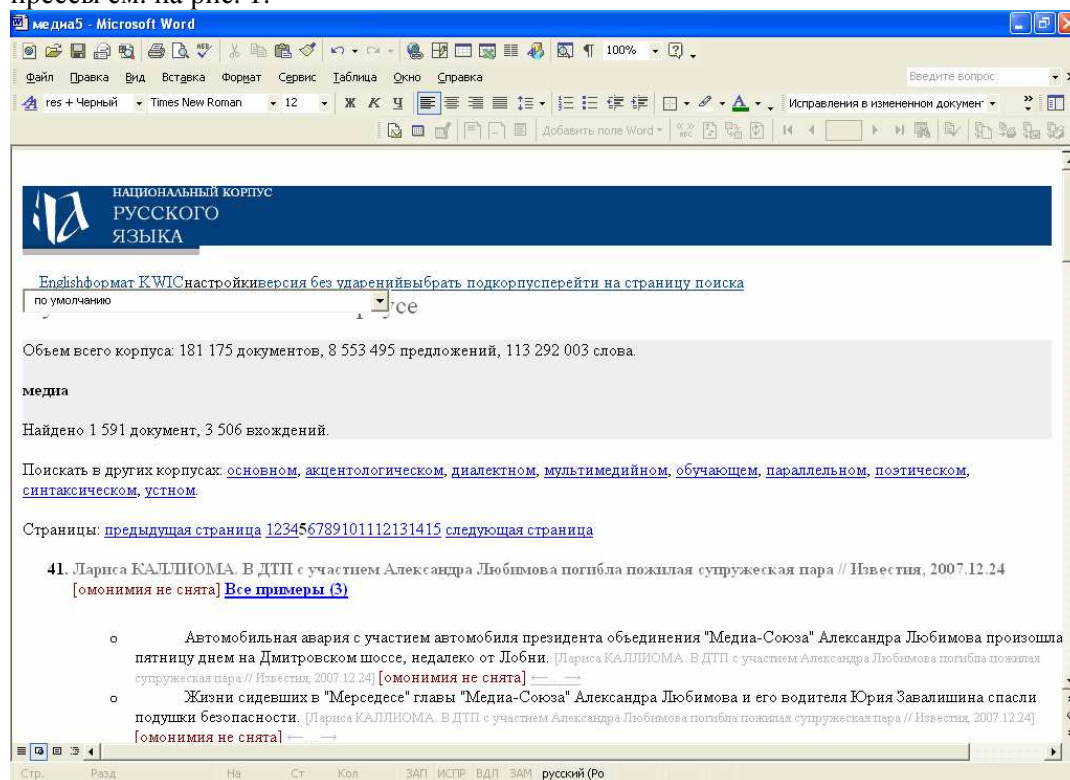 прессы см. на рис. 1.
медиа5 - Microsoft Word
100%
Файл Правка Вид Вставка Формат Сервис Таблица Окно Справка Введите вопрос
res + Черный Times New Roman 12 Ж К Ч Исправления в измененном докумен
Добавить поле Word
НАЦИОНАЛЬНЫЙ КОРПУС
РУССКОГО
ЯЗЫКА
Englishформат KWICнастройкиверсия без ударенийвыбрать подкорпусперейти на страницу поиска
по умолчанию
Объем всего корпуса: 181 175 документов, 8 553 495 предложений, 113 292 003 слова.
медиа
Найдено 1 591 документ, 3 506 вхождений.
Поискать в других корпусах: основном, акцентологическом, диалектном, мультимедийном, обучающем, параллельном, поэтическом,
синтаксическом, устном.
Страницы: предыдущая страница 123456789101112131415 следующая страница
41. Лариса КАЛЛИОМА. В ДТП с участием Александра Любимова погибла пожилая супружеская пара // Известия, 2007.12.24
[омонимия не снята] Все примеры (3)
o Автомобильная авария с участием автомобиля президента объединения "Медиа-Союза" Александра Любимова произошла
пятницу днем на Дмитровском шоссе, недалеко от Лобни. [Лариса КАЛЛИОМА. В ДТП с участием Александра Любимова погибла пожилая
супружеская пара // Известия, 2007.12.24] [омонимия не снята] ←…→
o Жизни сидевших в "Мерседесе" главы "Медиа-Союза" Александра Любимова и его водителя Юрия Завалишина спасли
подушки безопасности. [Лариса КАЛЛИОМА. В ДТП с участием Александра Любимова погибла пожилая супружеская пара // Известия, 2007.12.24]
[омонимия не снята] ←…→
Стр. Разд На Ст Кол ЗАП ИСПР ВДЛ ЗАМ русский (Ро